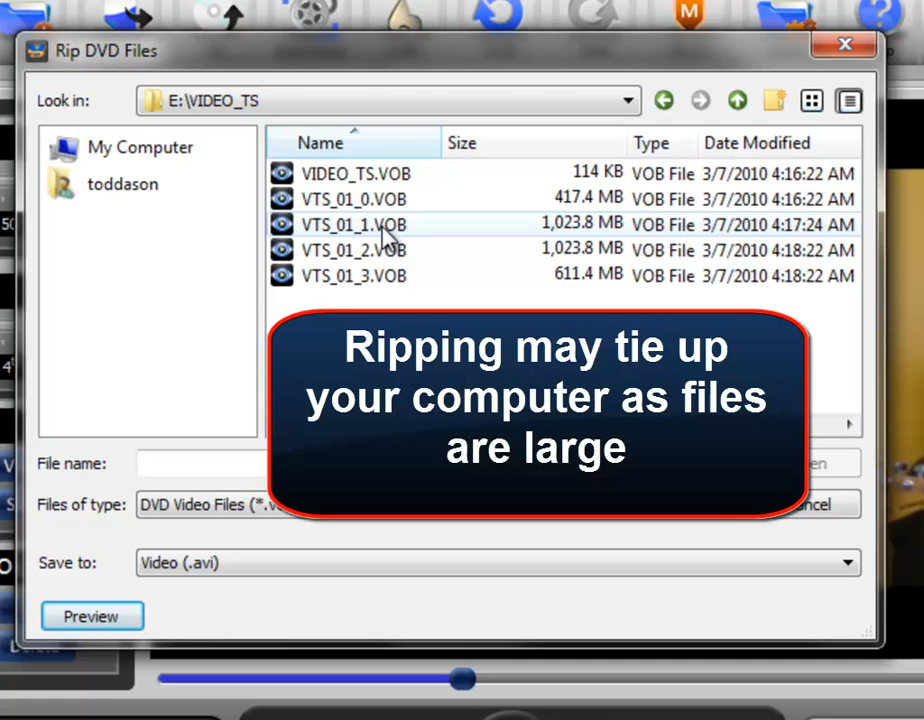 M
?
Rip DVD Files
Look in: E:\VIDEO_TS
My Computer
toddason
Name Size Type Date Modified
VIDEO_TS.VOB 114 KB VOB File 3/7/2010 4:16:22 AM
VTS_01_0.VOB 417.4 MB VOB File 3/7/2010 4:16:22 AM
VTS_01_1.VOB 1,023.8 MB VOB File 3/7/2010 4:17:24 AM
VTS_01_2.VOB 1,023.8 MB VOB File 3/7/2010 4:18:22 AM
VTS_01_3.VOB 611.4 MB VOB File 3/7/2010 4:18:22 AM
Ripping may tie up
your computer as files
are large
File name:
Files of type: DVD Video Files (*.v
Save to: Video (.avi)
Preview